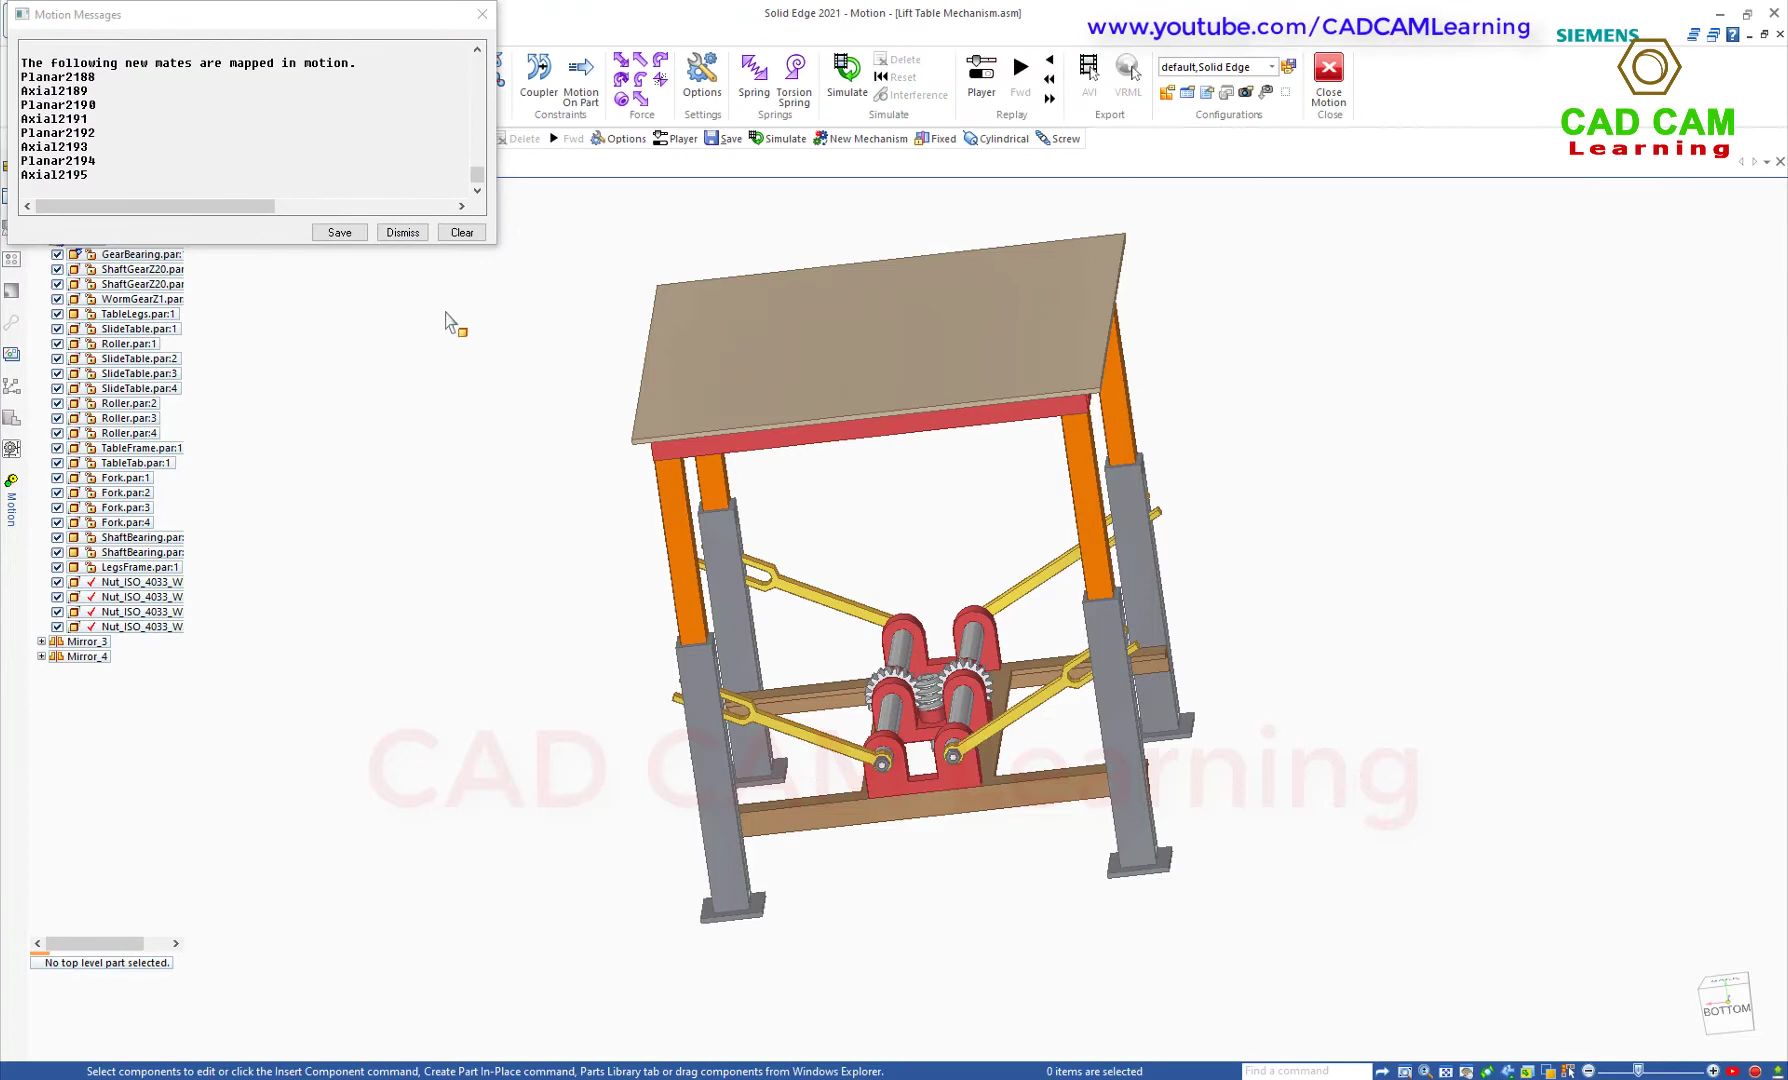 Motion Messages
Solid Edge 2021 - Motion - [Lift Table Mechanism.asm]
www.youtube.com/CADCAMLearning
SIEMENS
CAD CAM
Learning
The following new mates are mapped in motion.
Planar2188
Axial2189
Planar2190
Axial2191
Planar2192
Axial2193
Planar2194
Axial2195
Save
Dismiss
Clear
Coupler
Motion On Part
Constraints
Force
Options
Settings
Spring
Torsion Spring
Springs
Simulate
Delete
Reset
Interference
Simulate
Player
Fwd
Replay
AVI
VRML
Export
default,Solid Edge
Configurations
Close Motion
Close
Delete
Fwd
Options
Player
Save
Simulate
New Mechanism
Fixed
Cylindrical
Screw
GearBearing.par:
ShaftGearZ20.par
ShaftGearZ20.par
WormGearZ1.par
TableLegs.par:1
SlideTable.par:1
Roller.par:1
SlideTable.par:2
SlideTable.par:3
SlideTable.par:4
Roller.par:2
Roller.par:3
Roller.par:4
TableFrame.par:1
TableTab.par:1
Fork.par:1
Fork.par:2
Fork.par:3
Fork.par:4
ShaftBearing.par:
ShaftBearing.par:
LegsFrame.par:1
Nut_ISO_4033_W
Nut_ISO_4033_W
Nut_ISO_4033_W
Nut_ISO_4033_W
Mirror_3
Mirror_4
Motion
No top level part selected.
CAD CAM Learning
BOTTOM
Select components to edit or click the Insert Component command, Create Part In-Place command, Parts Library tab or drag components from Windows Explorer.
0 items are selected
Find a command